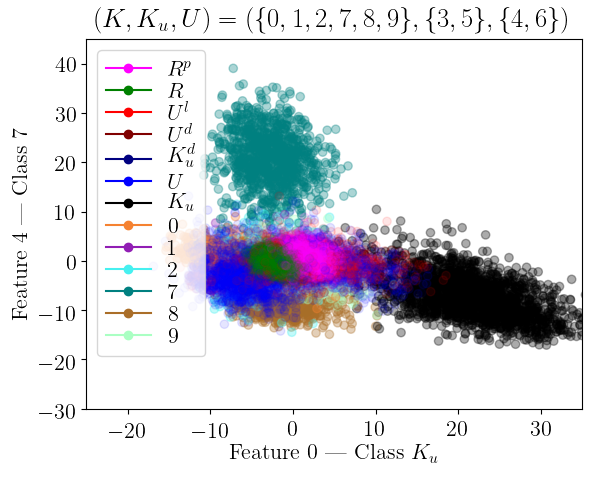 (K, K_u, U) = ({0, 1, 2, 7, 8, 9}, {3, 5}, {4, 6})
Feature 4 — Class 7
40
30
20
10
0
−10
−20
−30
R^p
R
U^l
U^d
K_u^d
U
K_u
0
1
2
7
8
9
−20 −10 0 10 20 30
Feature 0 — Class K_u